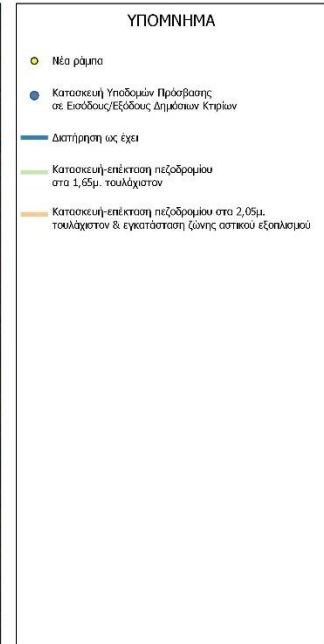 ΥΠΟΜΝΗΜΑ
Νέα ράμπα
Κατασκευή Υποδομών Πρόσβασης
σε Εισόδους/Εξόδους Δημόσιων Κτιρίων
Διατήρηση ως έχει
Κατασκευή-επέκταση πεζοδρομίου
στα 1,65μ. τουλάχιστον
Κατασκευή-επέκταση πεζοδρομίου στα 2,05μ.
τουλάχιστον & εγκατάσταση ζώνης αστικού εξοπλισμού